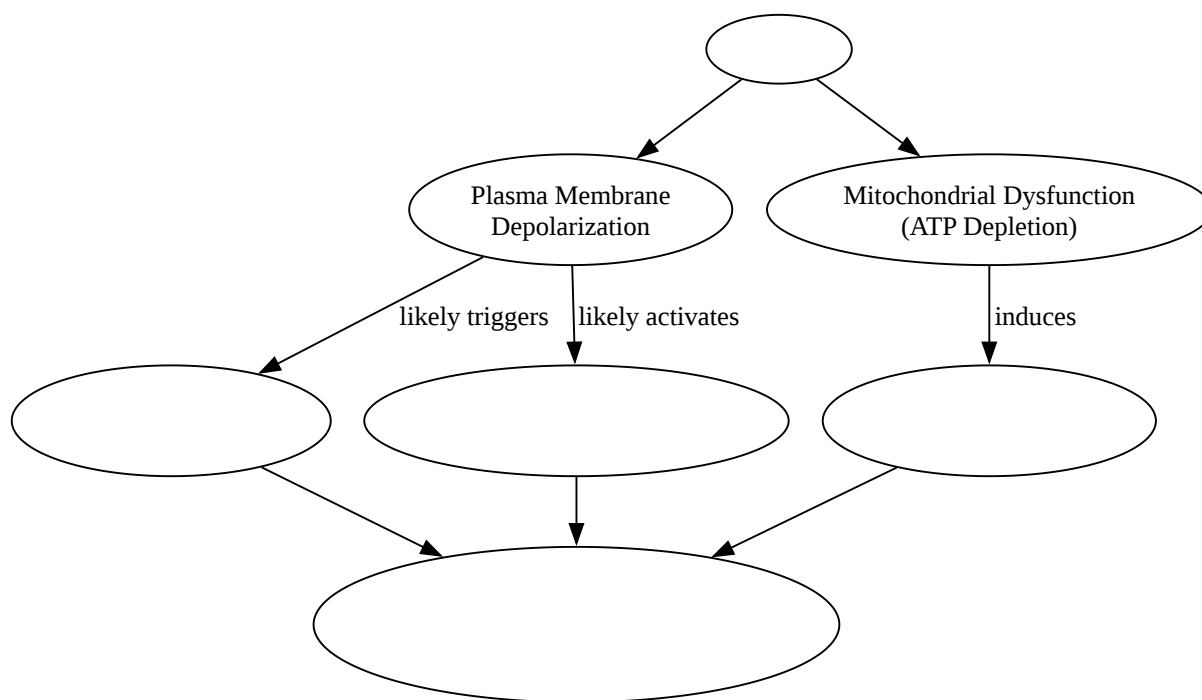 Plasma Membrane
Depolarization
Mitochondrial Dysfunction
(ATP Depletion)
likely triggers
likely activates
induces